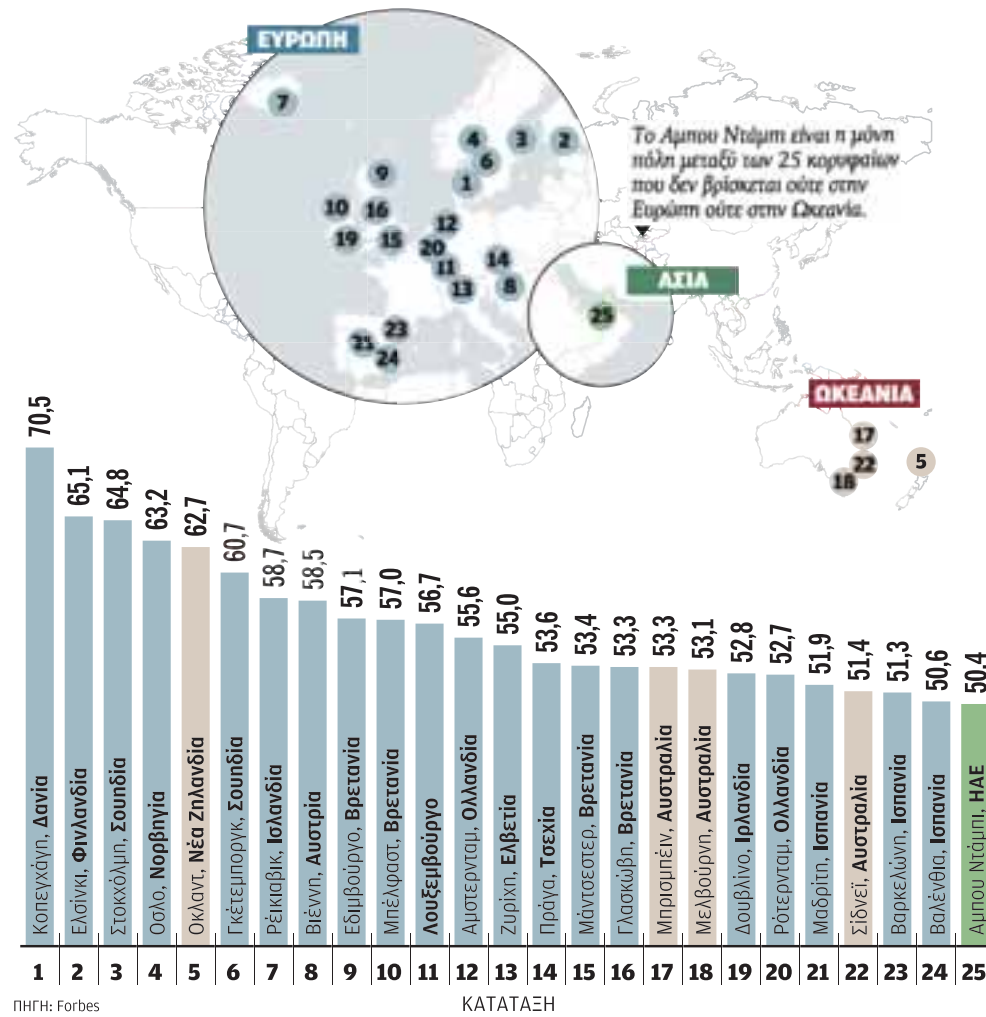 ΕΥΡΩΠΗ
7
4
3
2
6
9
1
10
16
12
19
15
20
14
11
13
8
23
21
24
Το Αμπου Ντάμπι είναι η μόνη
πόλη μεταξύ των 25 κορυφαίων
που δεν βρίσκεται ούτε στην
Ευρώπη ούτε στην Ωκεανία.
ΑΣΙΑ
25
ΩΚΕΑΝΙΑ
17
22
5
18
70,5
65,1
64,8
63,2
62,7
60,7
58,7
58,5
57,1
57,0
56,7
55,6
55,0
53,6
53,4
53,3
53,3
53,1
52,8
52,7
51,9
51,4
51,3
50,6
50.4
Κοπεγχάγη, Δανία
Ελσίνκι, Φινλανδία
Στοκχόλμη, Σουηδία
Οσλο, Νορβηγία
Οκλαντ, Νέα Ζηλανδία
Γκέτεμποργκ, Σουηδία
Ρέικιαβικ, Ισλανδία
Βιέννη, Αυστρία
Εδιμβούργο, Βρετανία
Μπέλφαστ, Βρετανία
Λουξεμβούργο
Αμστερνταμ, Ολλανδία
Ζυρίχη, Ελβετία
Πράγα, Τσεχία
Μάντσεστερ, Βρετανία
Γλασκώβη, Βρετανία
Μπρίσμπεϊν, Αυστραλία
Μελβούρνη, Αυστραλία
Δουβλίνο, Ιρλανδία
Ρότερνταμ, Ολλανδία
Μαδρίτη, Ισπανία
Σίδνεϊ, Αυστραλία
Βαρκελώνη, Ισπανία
Βαλένθια, Ισπανία
Αμπου Ντάμπι, ΗΑΕ
1 2 3 4 5 6 7 8 9 10 11 12 13 14 15 16 17 18 19 20 21 22 23 24 25
ΠΗΓΗ: Forbes
ΚΑΤΑΤΑΞΗ